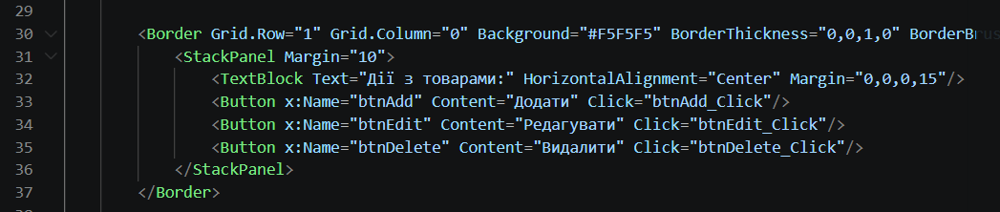 29
30 <Border Grid.Row="1" Grid.Column="0" Background="#F5F5F5" BorderThickness="0,0,1,0"
31 <StackPanel Margin="10">
32 <TextBlock Text="Дії з товарами:" HorizontalAlignment="Center" Margin="0,0,0,15"/>
33 <Button x:Name="btnAdd" Content="Додати" Click="btnAdd_Click"/>
34 <Button x:Name="btnEdit" Content="Редагувати" Click="btnEdit_Click"/>
35 <Button x:Name="btnDelete" Content="Видалити" Click="btnDelete_Click"/>
36 </StackPanel>
37 </Border>